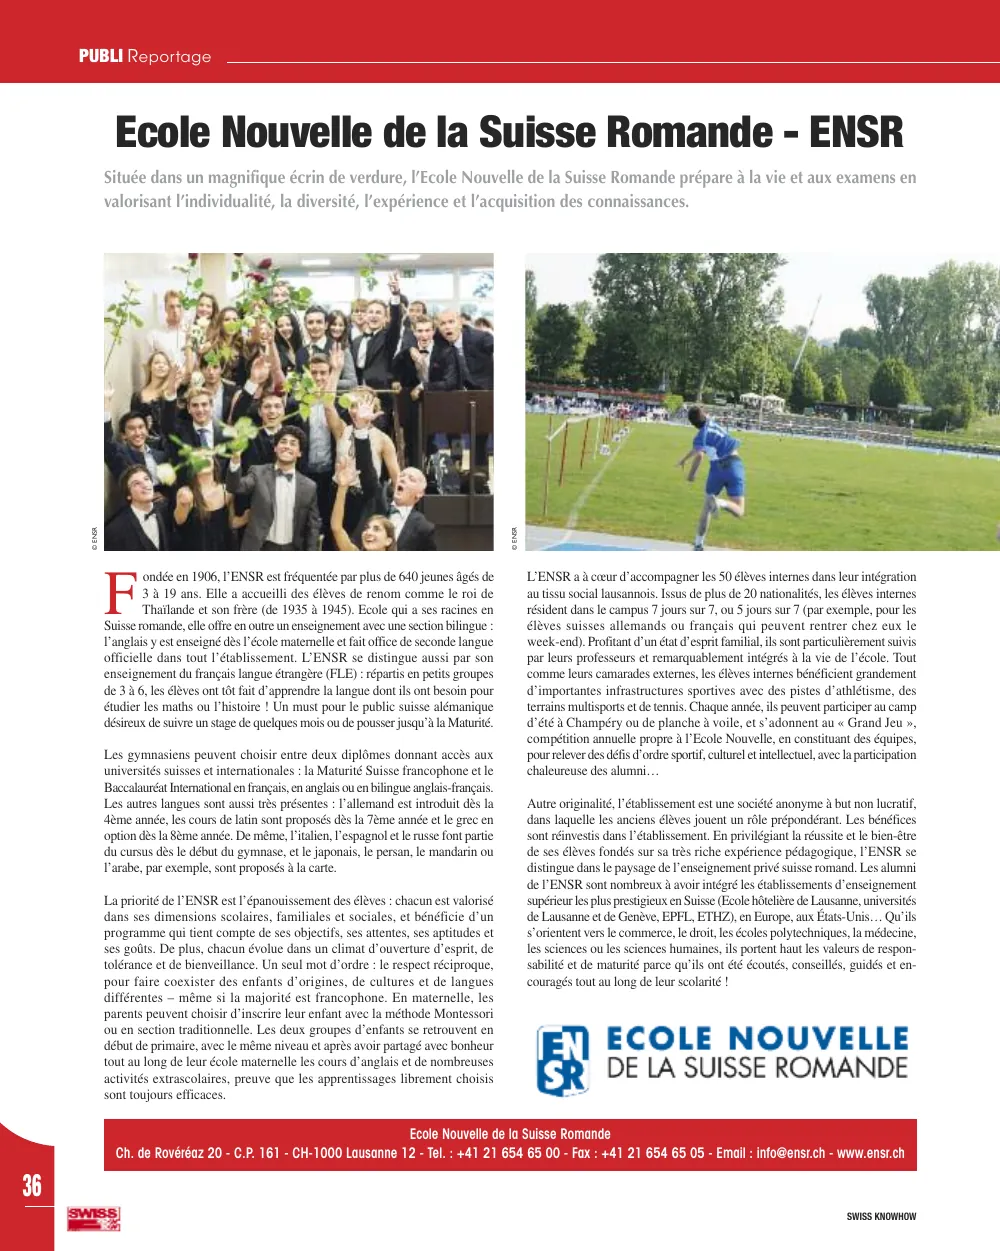 PUBLI Reportage
Ecole Nouvelle de la Suisse Romande - ENSR
Située dans un magnifique écrin de verdure, l'Ecole Nouvelle de la Suisse Romande prépare à la vie et aux examens en
valorisant l'individualité, la diversité, l'expérience et l'acquisition des connaissances.
© ENSR
© ENSR
Fondée en 1906, l'ENSR est fréquentée par plus de 640 jeunes âgés de
3 à 19 ans. Elle a accueilli des élèves de renom comme le roi de
Thaïlande et son frère (de 1935 à 1945). Ecole qui a ses racines en
Suisse romande, elle offre en outre un enseignement avec une section bilingue :
l'anglais y est enseigné dès l'école maternelle et fait office de seconde langue
officielle dans tout l'établissement. L'ENSR se distingue aussi par son
enseignement du français langue étrangère (FLE) : répartis en petits groupes
de 3 à 6, les élèves ont tôt fait d'apprendre la langue dont ils ont besoin pour
étudier les maths ou l'histoire ! Un must pour le public suisse alémanique
désireux de suivre un stage de quelques mois ou de pousser jusqu'à la Maturité.
Les gymnasiens peuvent choisir entre deux diplômes donnant accès aux
universités suisses et internationales : la Maturité Suisse francophone et le
Baccalauréat International en français, en anglais ou en bilingue anglais-français.
Les autres langues sont aussi très présentes : l'allemand est introduit dès la
4ème année, les cours de latin sont proposés dès la 7ème année et le grec en
option dès la 8ème année. De même, l'italien, l'espagnol et le russe font partie
du cursus dès le début du gymnase, et le japonais, le persan, le mandarin ou
l'arabe, par exemple, sont proposés à la carte.
La priorité de l'ENSR est l'épanouissement des élèves : chacun est valorisé
dans ses dimensions scolaires, familiales et sociales, et bénéficie d'un
programme qui tient compte de ses objectifs, ses attentes, ses aptitudes et
ses goûts. De plus, chacun évolue dans un climat d'ouverture d'esprit, de
tolérance et de bienveillance. Un seul mot d'ordre : le respect réciproque,
pour faire coexister des enfants d'origines, de cultures et de langues
différentes – même si la majorité est francophone. En maternelle, les
parents peuvent choisir d'inscrire leur enfant avec la méthode Montessori
ou en section traditionnelle. Les deux groupes d'enfants se retrouvent en
début de primaire, avec le même niveau et après avoir partagé avec bonheur
tout au long de leur école maternelle les cours d'anglais et de nombreuses
activités extrascolaires, preuve que les apprentissages librement choisis
sont toujours efficaces.
L'ENSR a à cœur d'accompagner les 50 élèves internes dans leur intégration
au tissu social lausannois. Issus de plus de 20 nationalités, les élèves internes
résident dans le campus 7 jours sur 7, ou 5 jours sur 7 (par exemple, pour les
élèves suisses allemands ou français qui peuvent rentrer chez eux le
week-end). Profitant d'un état d'esprit familial, ils sont particulièrement suivis
par leurs professeurs et remarquablement intégrés à la vie de l'école. Tout
comme leurs camarades externes, les élèves internes bénéficient grandement
d'importantes infrastructures sportives avec des pistes d'athlétisme, des
terrains multisports et de tennis. Chaque année, ils peuvent participer au camp
d'été à Champéry ou de planche à voile, et s'adonnent au « Grand Jeu »,
compétition annuelle propre à l'Ecole Nouvelle, en constituant des équipes,
pour relever des défis d'ordre sportif, culturel et intellectuel, avec la participation
chaleureuse des alumni…
Autre originalité, l'établissement est une société anonyme à but non lucratif,
dans laquelle les anciens élèves jouent un rôle prépondérant. Les bénéfices
sont réinvestis dans l'établissement. En privilégiant la réussite et le bien-être
de ses élèves fondés sur sa très riche expérience pédagogique, l'ENSR se
distingue dans le paysage de l'enseignement privé suisse romand. Les alumni
de l'ENSR sont nombreux à avoir intégré les établissements d'enseignement
supérieur les plus prestigieux en Suisse (Ecole hôtelière de Lausanne, universités
de Lausanne et de Genève, EPFL, ETHZ), en Europe, aux États-Unis… Qu'ils
s'orientent vers le commerce, le droit, les écoles polytechniques, la médecine,
les sciences ou les sciences humaines, ils portent haut les valeurs de respon-
sabilité et de maturité parce qu'ils ont été écoutés, conseillés, guidés et en-
couragés tout au long de leur scolarité !
EN
SR
ECOLE NOUVELLE
DE LA SUISSE ROMANDE
Ecole Nouvelle de la Suisse Romande
Ch. de Rovéréaz 20 - C.P. 161 - CH-1000 Lausanne 12 - Tel. : +41 21 654 65 00 - Fax : +41 21 654 65 05 - Email : info@ensr.ch - www.ensr.ch
36
SWISS
SWISS KNOWHOW